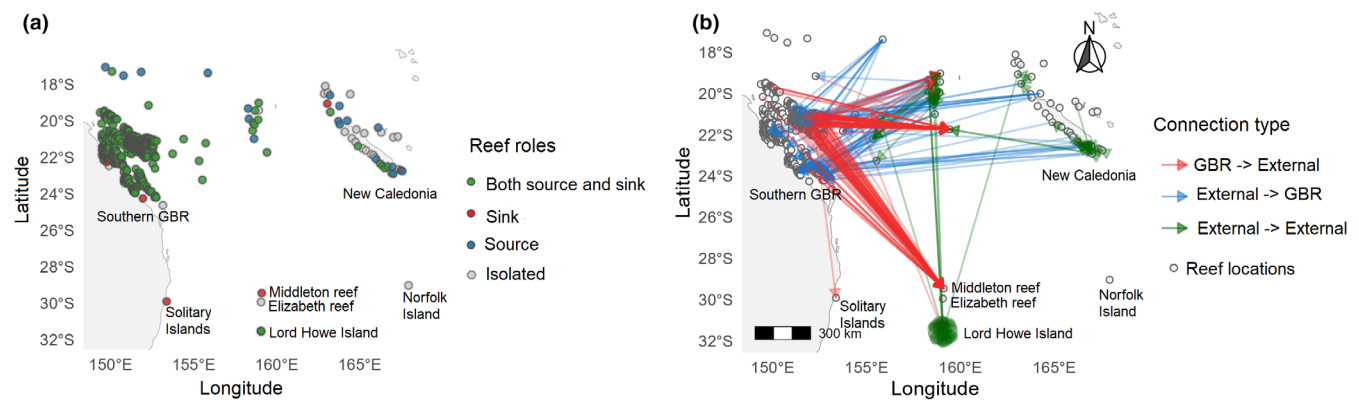 (a)
Latitude
18°S
20°S
22°S
24°S
26°S
28°S
30°S
32°S
150°E
155°E
160°E
165°E
Longitude
Southern GBR
New Caledonia
Solitary
Islands
Middleton reef
Elizabeth reef
Lord Howe Island
Norfolk
Island
Reef roles
Both source and sink
Sink
Source
Isolated
(b)
Latitude
18°S
20°S
22°S
24°S
26°S
28°S
30°S
32°S
150°E
155°E
160°E
165°E
Longitude
N
Southern GBR
New Caledonia
Solitary
Islands
Middleton reef
Elizabeth reef
Lord Howe Island
Norfolk
Island
300 km
Connection type
GBR -> External
External -> GBR
External -> External
Reef locations